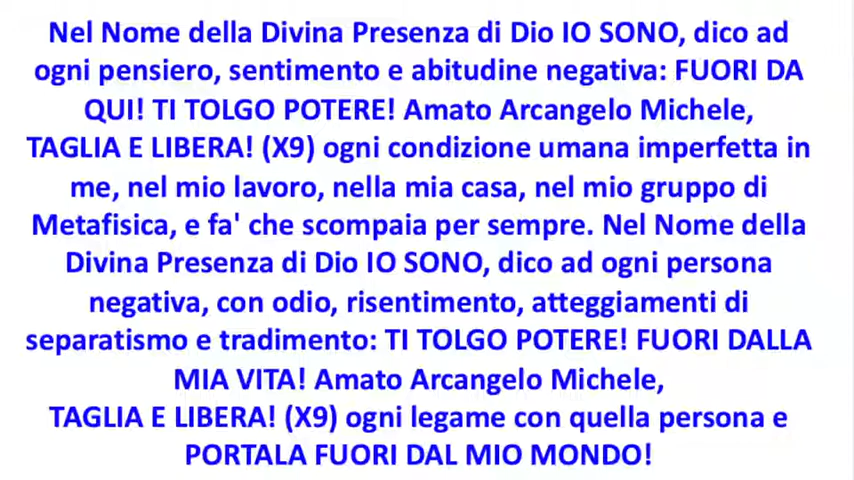 Nel Nome della Divina Presenza di Dio IO SONO, dico ad
ogni pensiero, sentimento e abitudine negativa: FUORI DA
QUI! TI TOLGO POTERE! Amato Arcangelo Michele,
TAGLIA E LIBERA! (X9) ogni condizione umana imperfetta in
me, nel mio lavoro, nella mia casa, nel mio gruppo di
Metafisica, e fa' che scompaia per sempre. Nel Nome della
Divina Presenza di Dio IO SONO, dico ad ogni persona
negativa, con odio, risentimento, atteggiamenti di
separatismo e tradimento: TI TOLGO POTERE! FUORI DALLA
MIA VITA! Amato Arcangelo Michele,
TAGLIA E LIBERA! (X9) ogni legame con quella persona e
PORTALA FUORI DAL MIO MONDO!